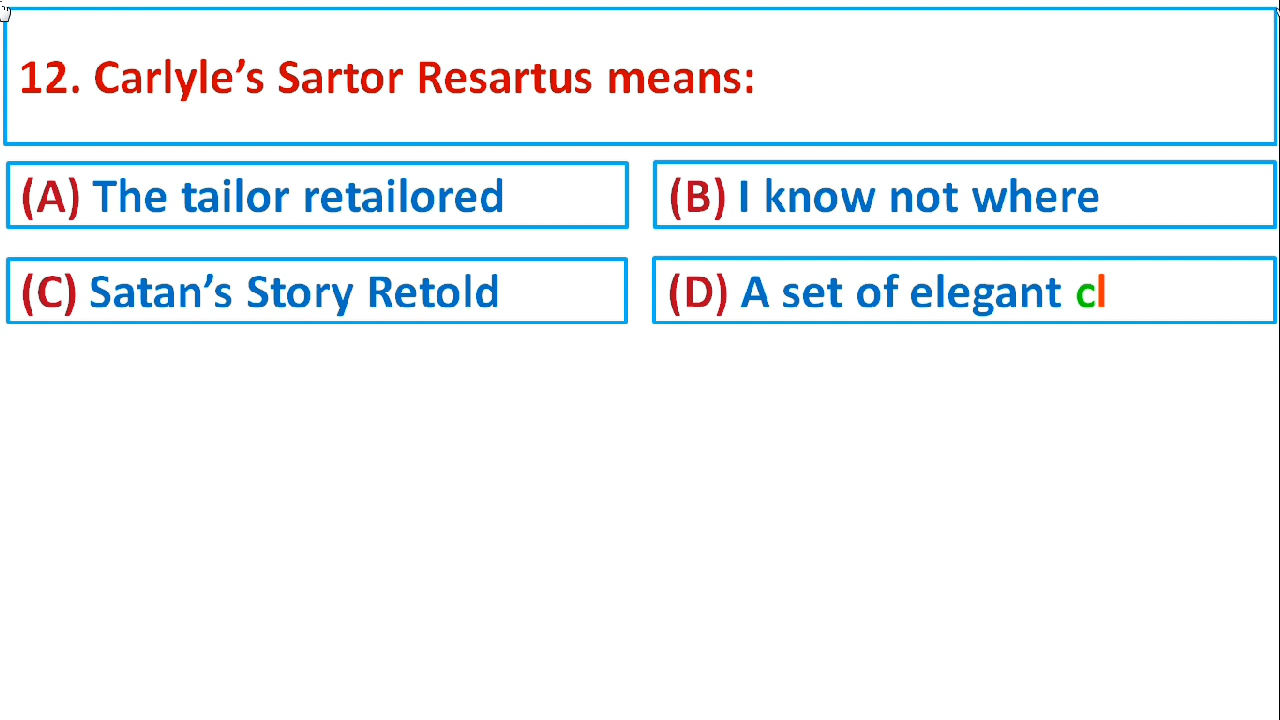 12. Carlyle’s Sartor Resartus means:
(A) The tailor retailored
(B) I know not where
(C) Satan’s Story Retold
(D) A set of elegant cl